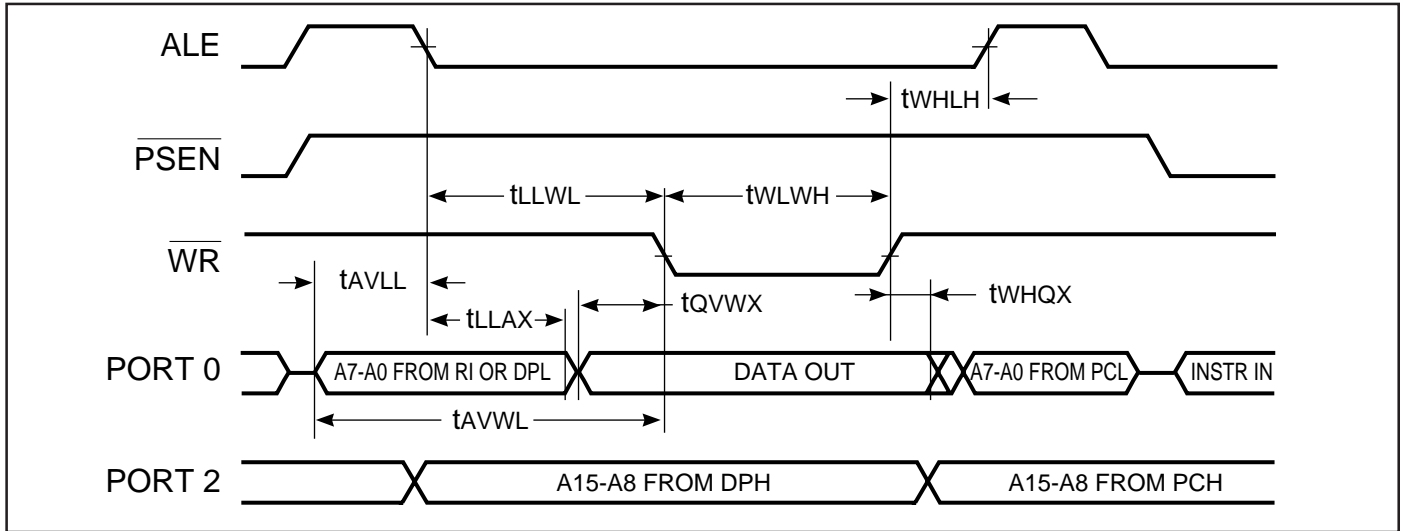 ALE
tWHLH
PSEN
tLLWL
tWLWH
WR
tAVLL
tQVWX
tWHQX
tLLAX
PORT 0
A7-A0 FROM RI OR DPL
DATA OUT
A7-A0 FROM PCL
INSTR IN
tAVWL
PORT 2
A15-A8 FROM DPH
A15-A8 FROM PCH